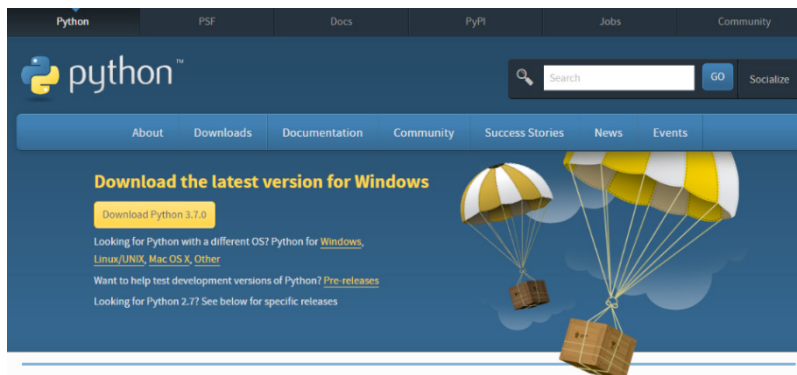 Python PSF Docs PyPI Jobs Community
python™
Search GO Socialize
About Downloads Documentation Community Success Stories News Events
Download the latest version for Windows
Download Python 3.7.0
Looking for Python with a different OS? Python for Windows,
Linux/UNIX, Mac OS X, Other
Want to help test development versions of Python? Pre-releases
Looking for Python 2.7? See below for specific releases